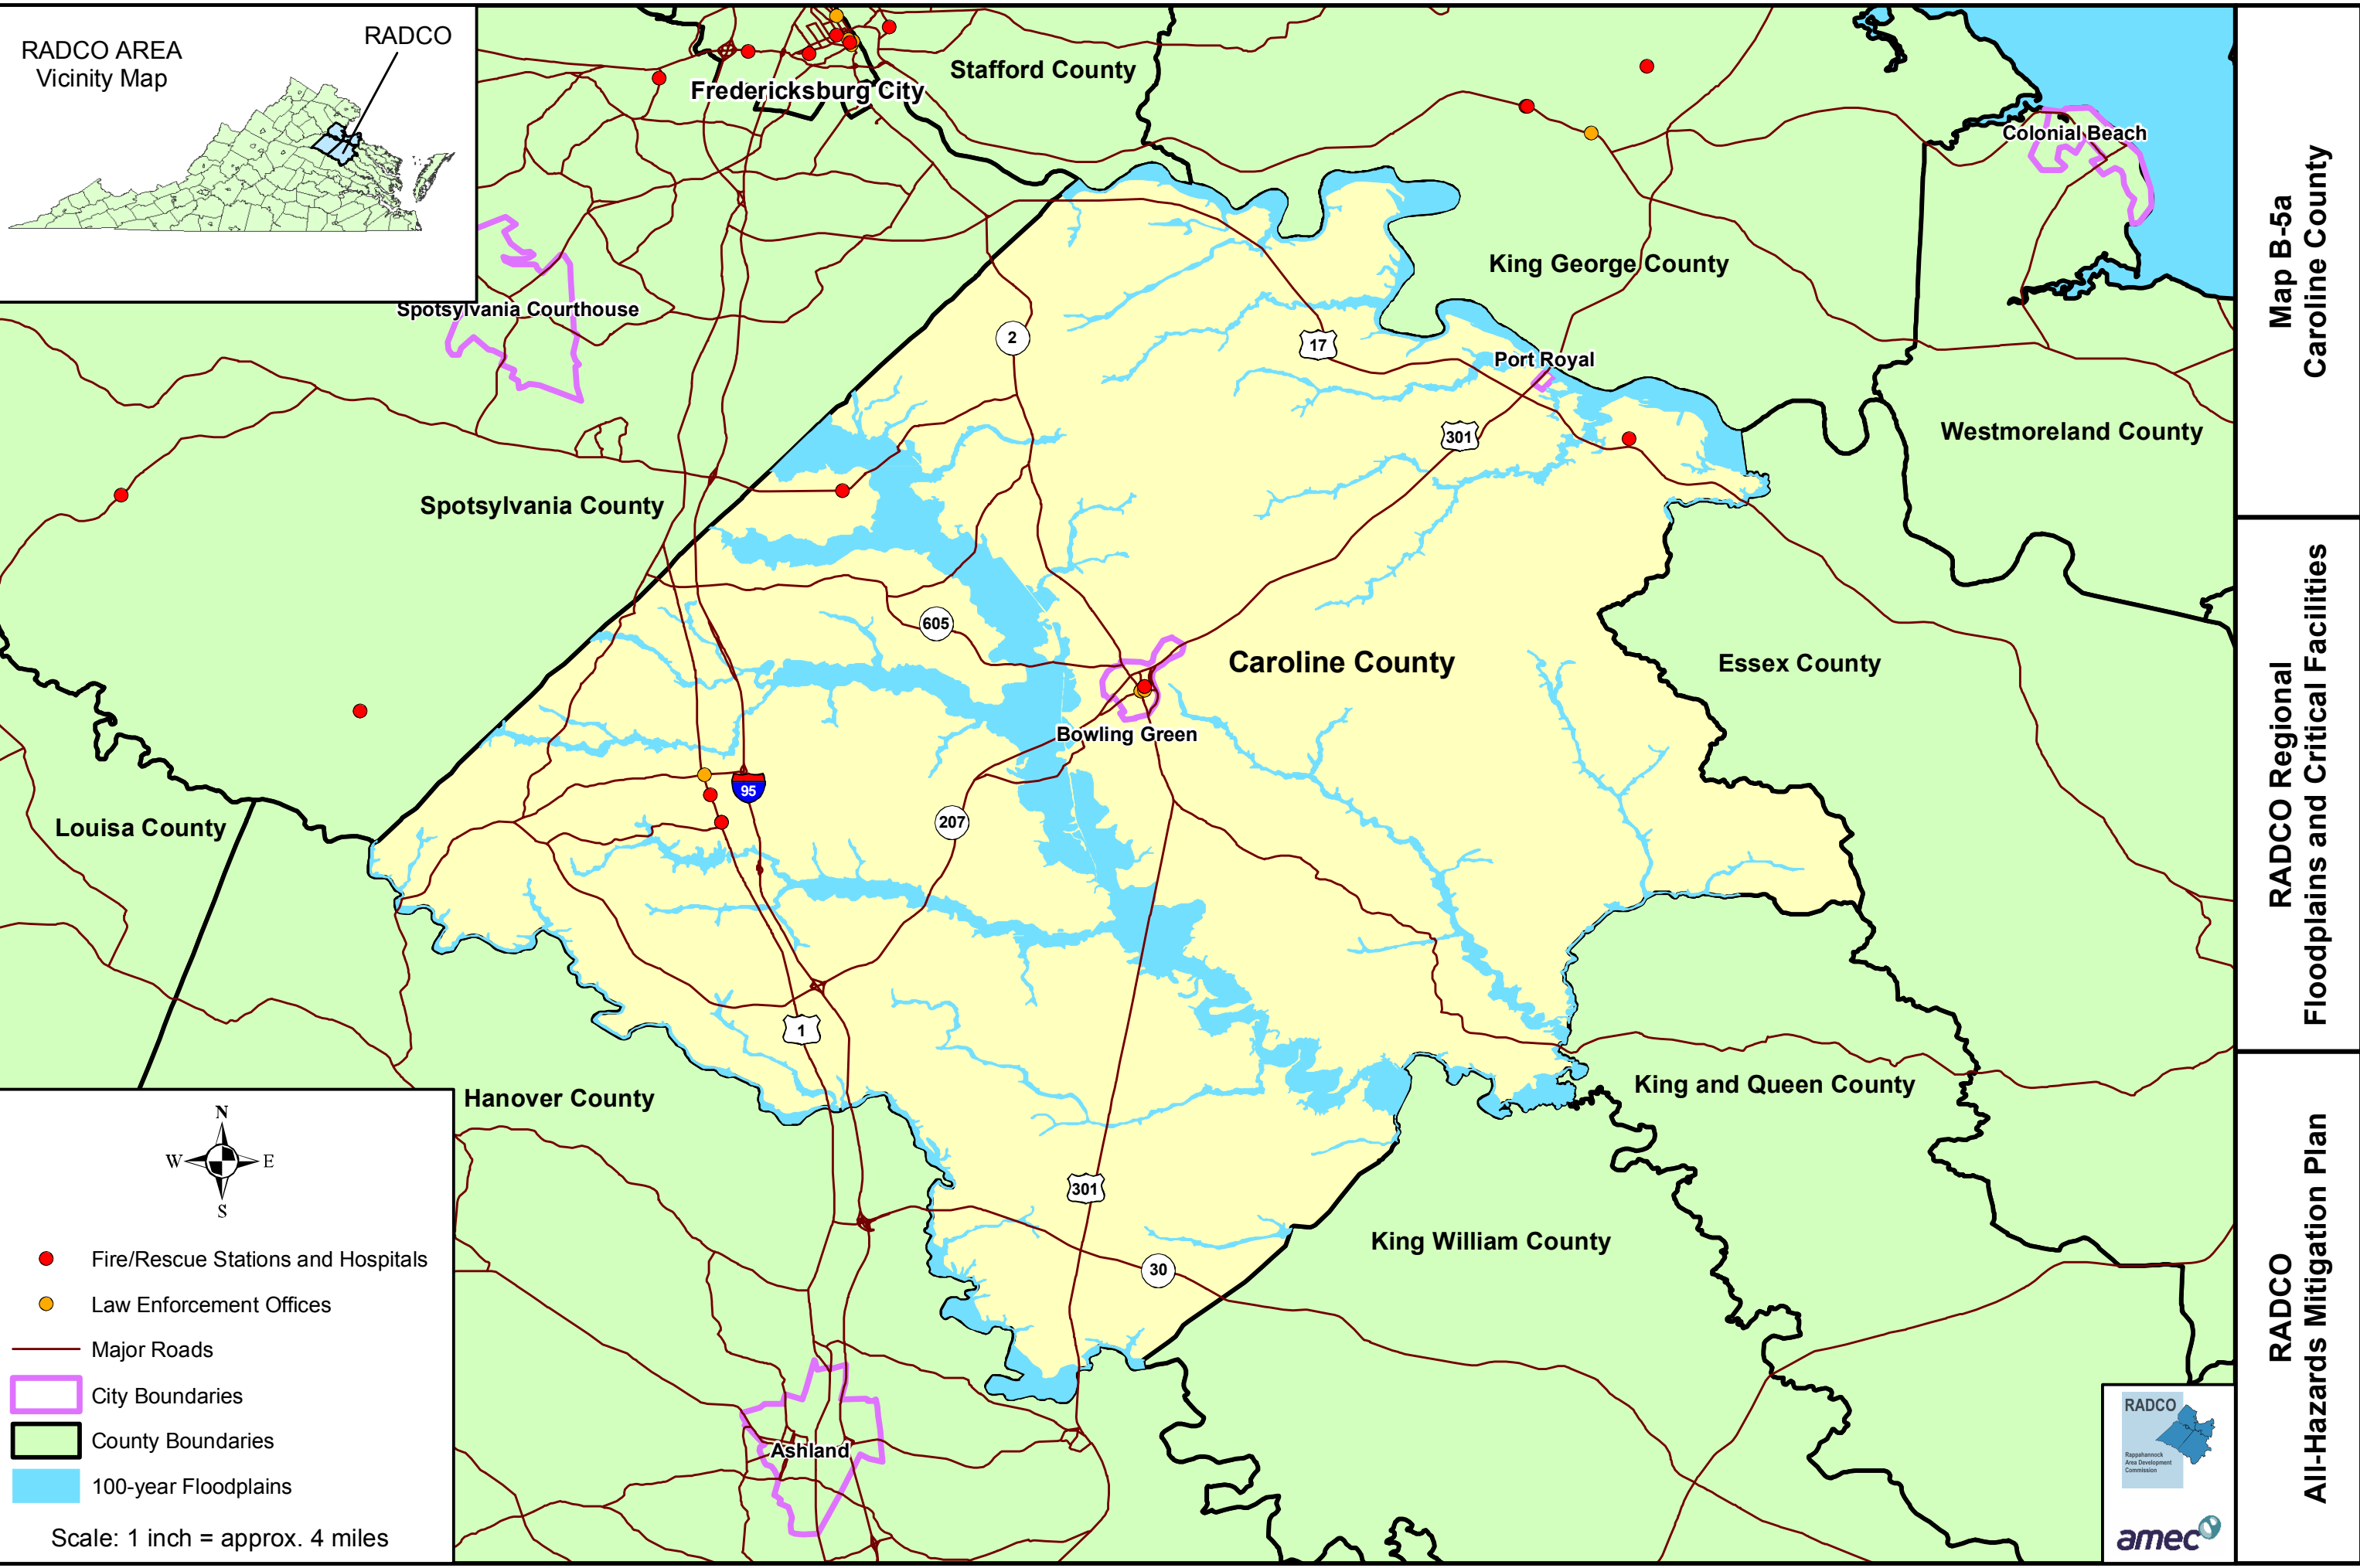 RADCO AREA
Vicinity Map
RADCO
Stafford County
Fredericksburg City
Colonial Beach
King George County
Spotsylvania Courthouse
2
17
Port Royal
301
Westmoreland County
Spotsylvania County
605
Caroline County
Essex County
Bowling Green
95
207
Louisa County
1
King and Queen County
Hanover County
301
King William County
30
Ashland
N
W
E
S
Fire/Rescue Stations and Hospitals
Law Enforcement Offices
Major Roads
City Boundaries
County Boundaries
100-year Floodplains
Scale: 1 inch = approx. 4 miles
Map B-5a
Caroline County
RADCO Regional
Floodplains and Critical Facilities
RADCO
All-Hazards Mitigation Plan
RADCO
Rappahannock
Area Development
Commission
amec